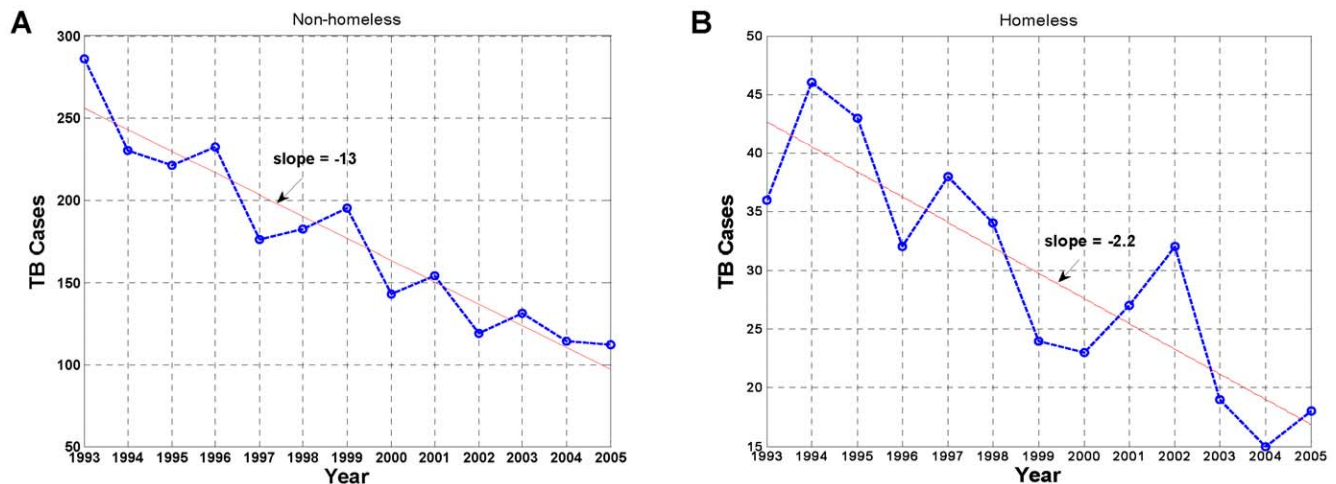 A
Non-homeless
300
250
200
150
100
50
TB Cases
slope = -13
1993 1994 1995 1996 1997 1998 1999 2000 2001 2002 2003 2004 2005
Year
B
Homeless
50
45
40
35
30
25
20
15
TB Cases
slope = -2.2
1993 1994 1995 1996 1997 1998 1999 2000 2001 2002 2003 2004 2005
Year